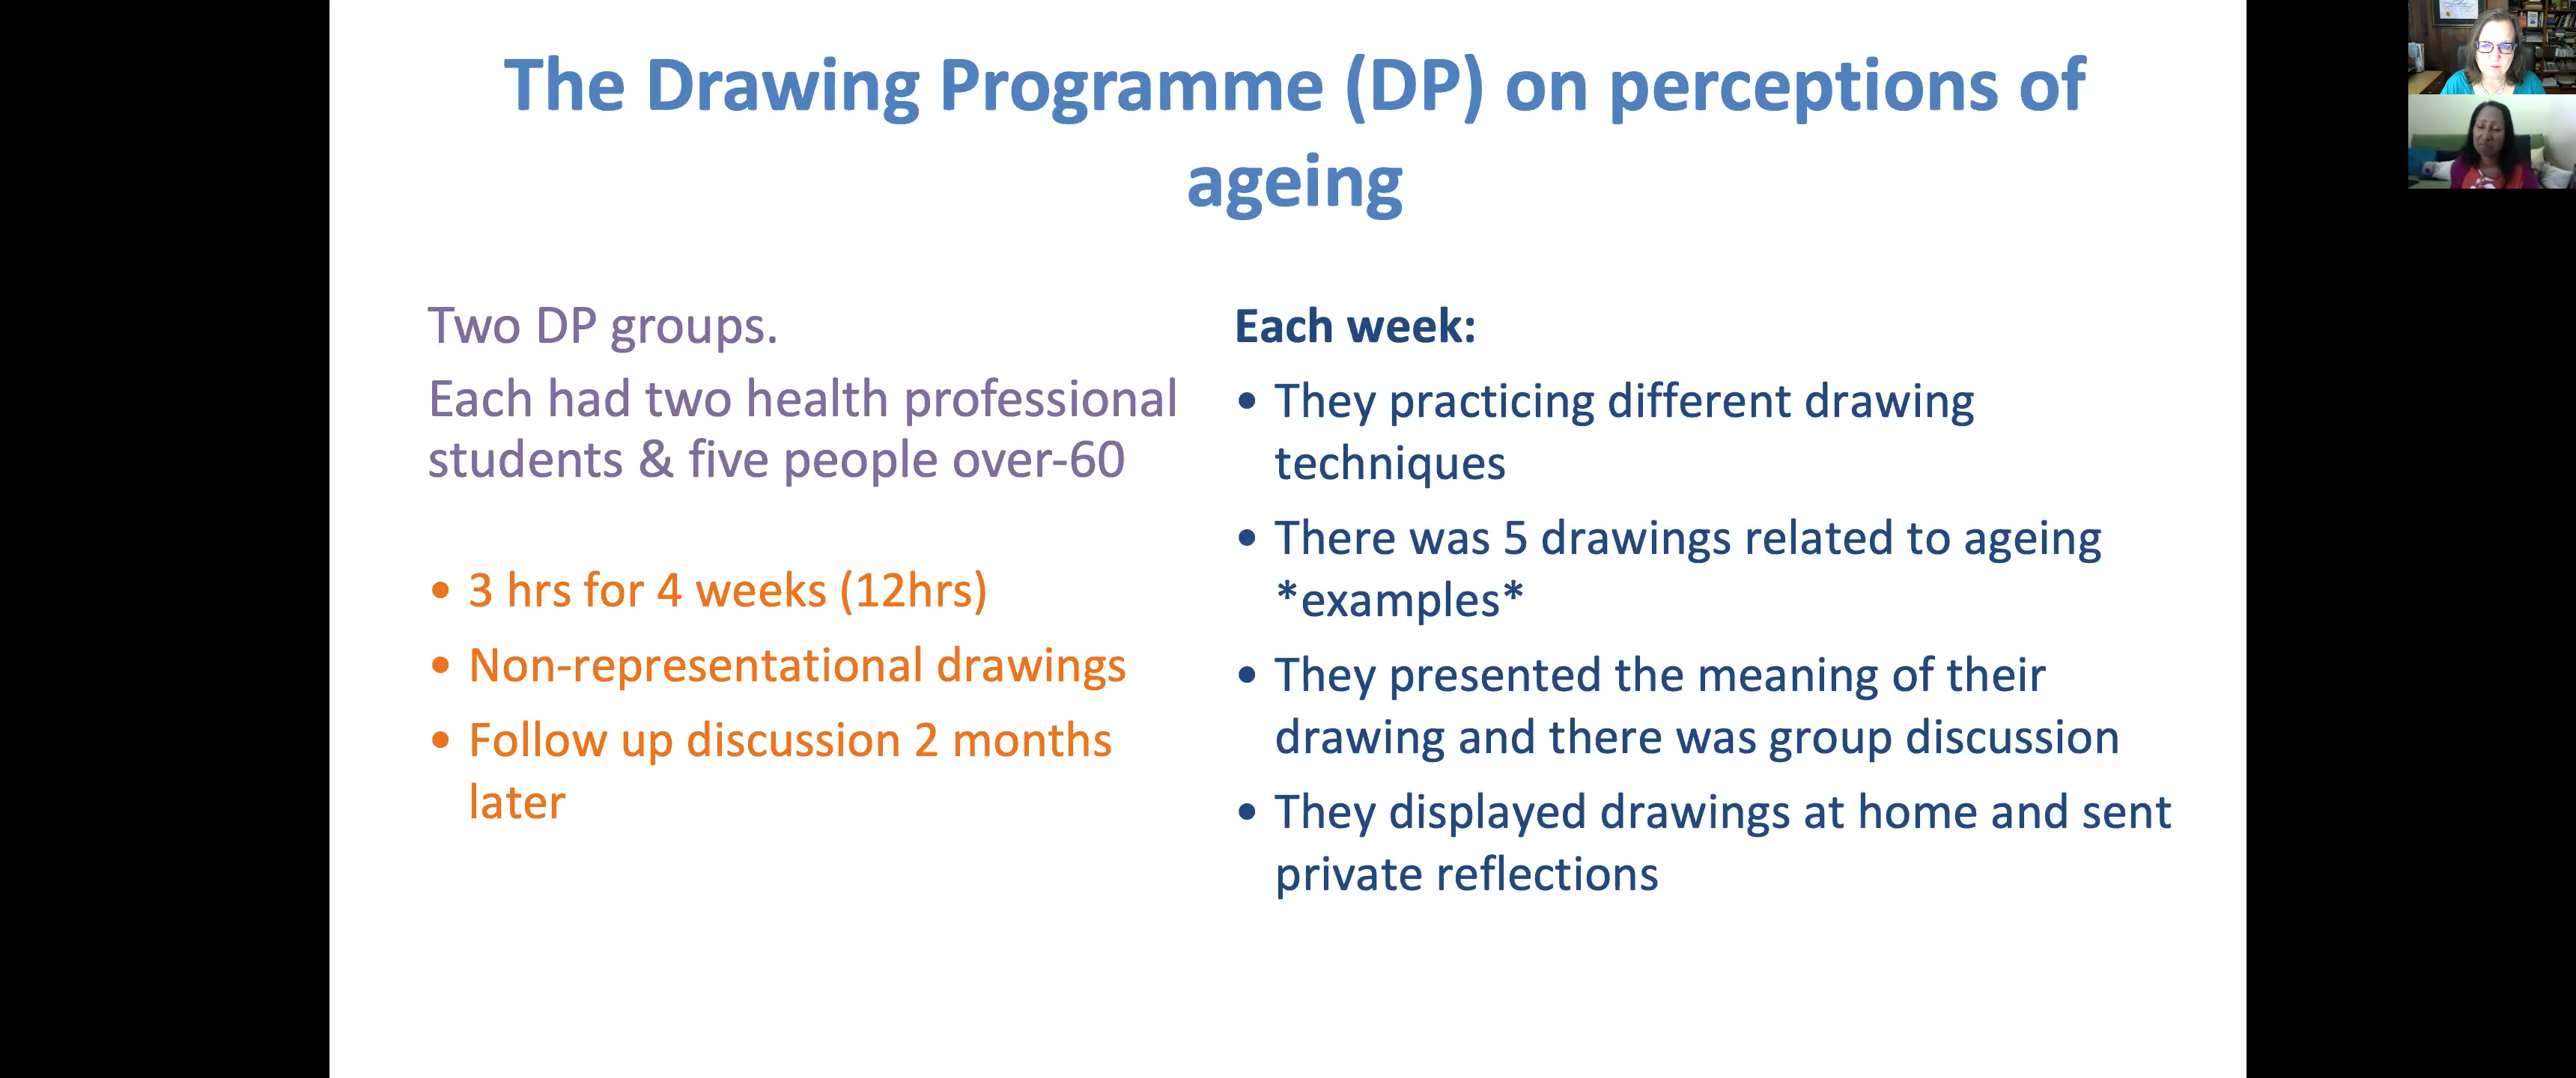 The Drawing Programme (DP) on perceptions of
ageing
Two DP groups.
Each had two health professional
students & five people over-60
• 3 hrs for 4 weeks (12hrs)
• Non-representational drawings
• Follow up discussion 2 months
later
Each week:
• They practicing different drawing
techniques
• There was 5 drawings related to ageing
*examples*
• They presented the meaning of their
drawing and there was group discussion
• They displayed drawings at home and sent
private reflections